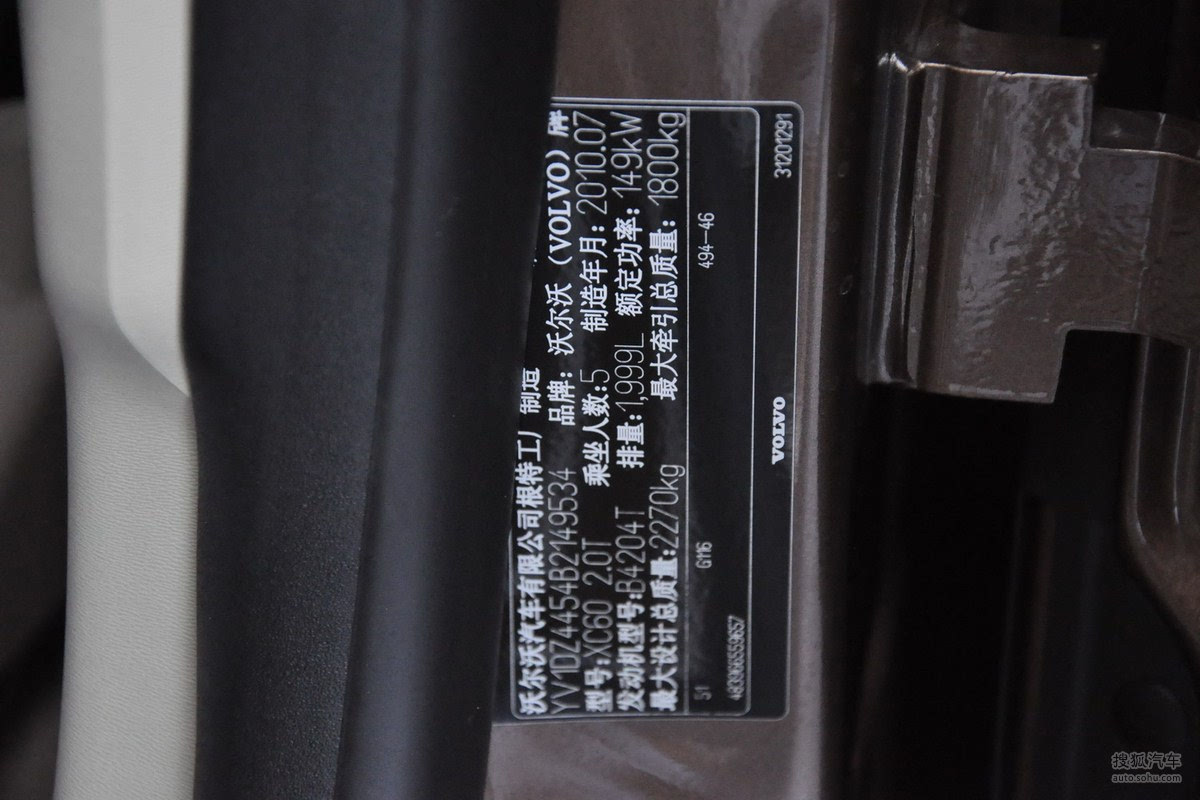 沃尔沃汽车有限公司根特工厂 制造
YV1DZ4454B2149534 品牌: 沃尔沃 (VOLVO) 牌
型号: XC60 2.0T 乘坐人数: 5 制造年月: 2010.07
发动机型号: B4204T 排量: 1,999L 额定功率: 149kW
最大设计总质量: 2270kg 最大牵引总质量: 1800kg
51 G116 494-46
VOLVO 31201291
搜狐汽车
auto.sohu.com